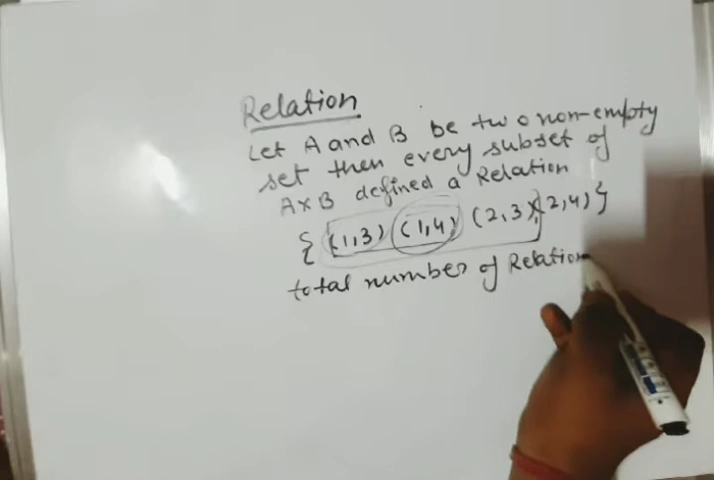 Relation
Let A and B be two non-empty
set then every subset of
A×B defined a Relation
{(1,3) (1,4) (2,3) (2,4)}
total number of Relation